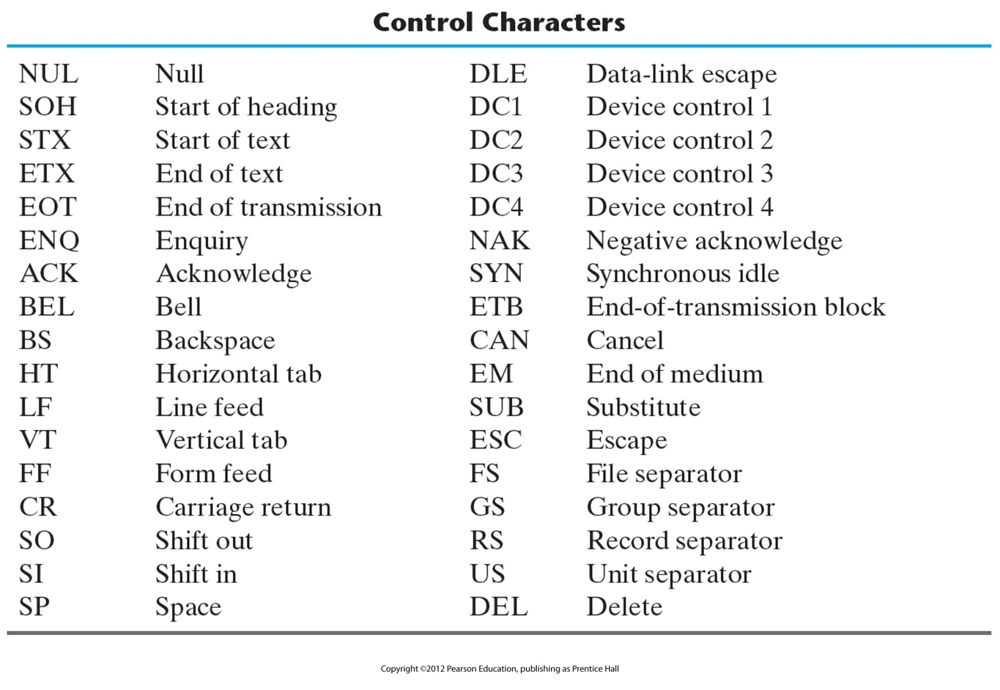 Control Characters
NUL Null DLE Data-link escape
SOH Start of heading DC1 Device control 1
STX Start of text DC2 Device control 2
ETX End of text DC3 Device control 3
EOT End of transmission DC4 Device control 4
ENQ Enquiry NAK Negative acknowledge
ACK Acknowledge SYN Synchronous idle
BEL Bell ETB End-of-transmission block
BS Backspace CAN Cancel
HT Horizontal tab EM End of medium
LF Line feed SUB Substitute
VT Vertical tab ESC Escape
FF Form feed FS File separator
CR Carriage return GS Group separator
SO Shift out RS Record separator
SI Shift in US Unit separator
SP Space DEL Delete
Copyright ©2012 Pearson Education, publishing as Prentice Hall